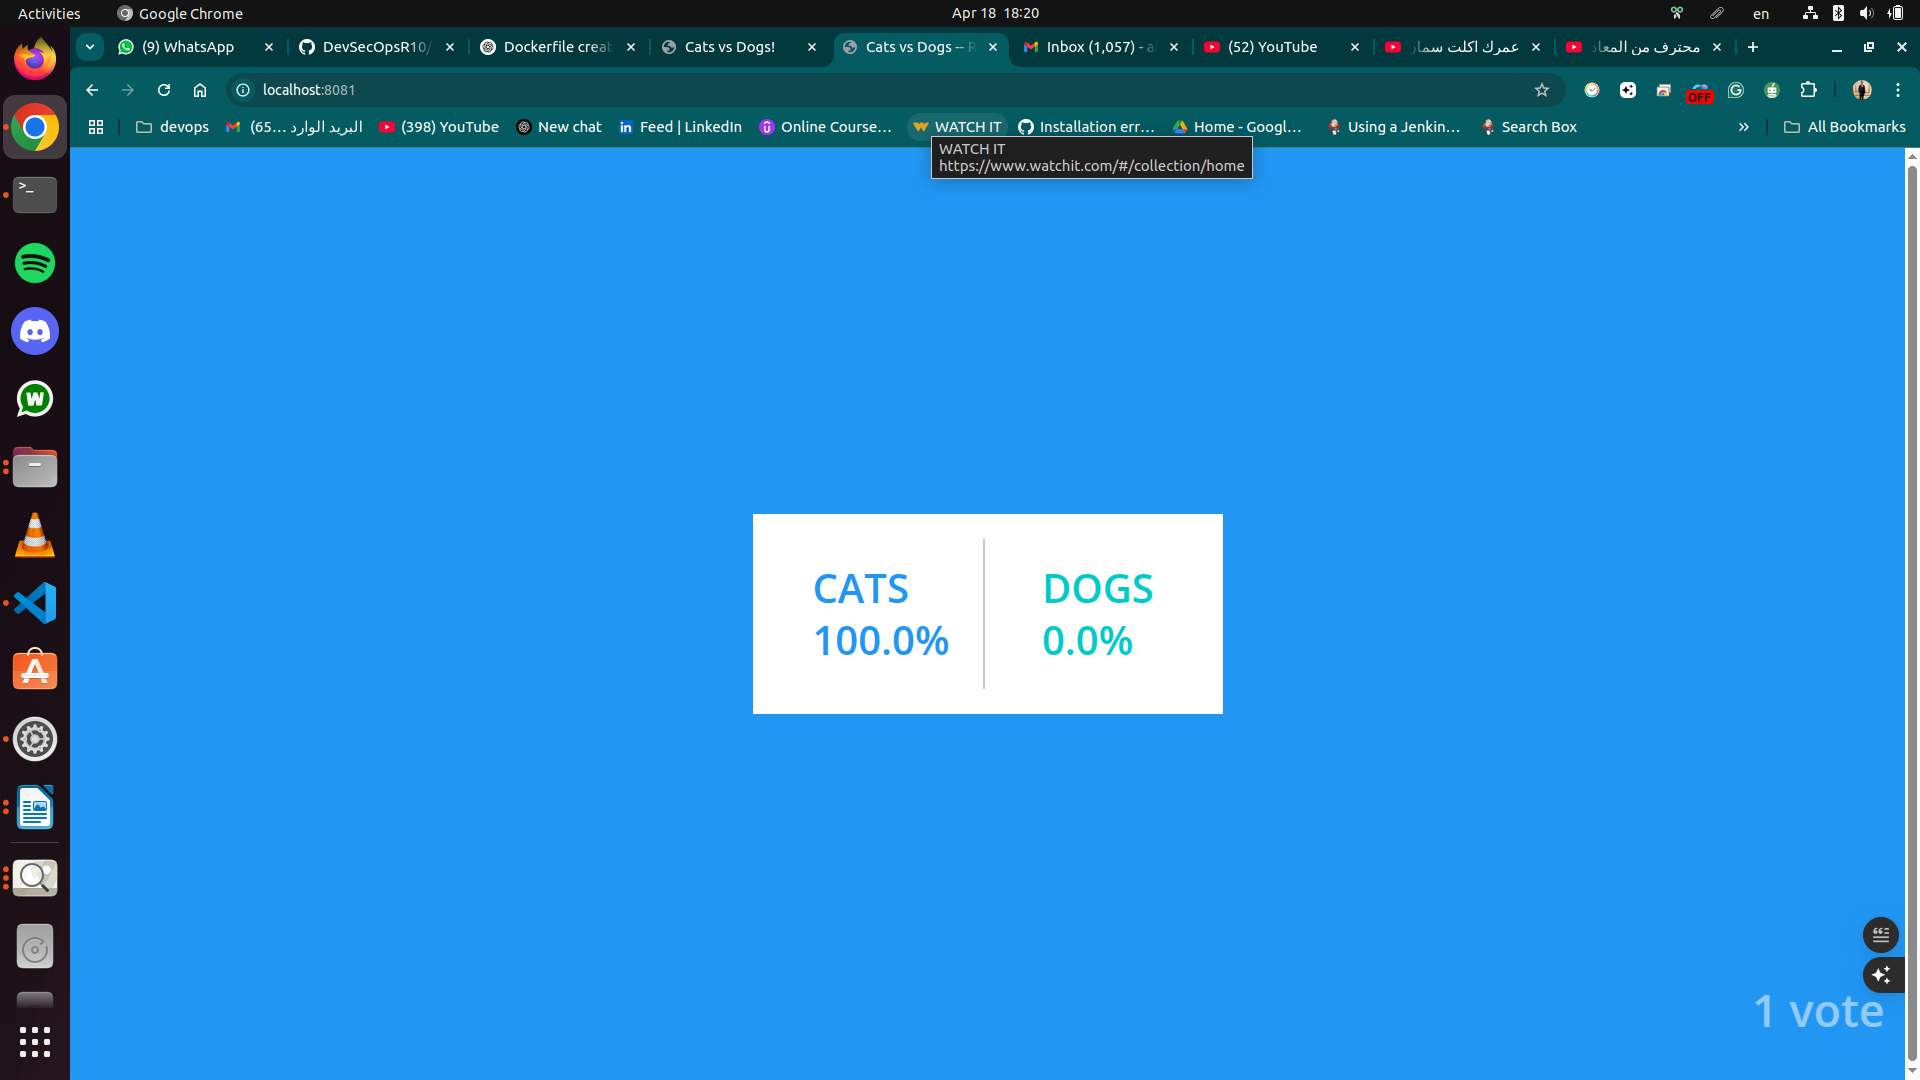 Activities
Google Chrome
Apr 18 18:20
en
(9) WhatsApp
DevSecOpsR10/
Dockerfile creat
Cats vs Dogs!
Cats vs Dogs -- R
Inbox (1,057) - al
(52) YouTube
عمرك اكلت سمار
محترف من المعاد
localhost:8081
OFF
devops
البريد الوارد ...65)
(398) YouTube
New chat
Feed | LinkedIn
Online Course...
WATCH IT
Installation err...
Home - Googl...
Using a Jenkin...
Search Box
All Bookmarks
WATCH IT
https://www.watchit.com/#/collection/home
CATS
100.0%
DOGS
0.0%
1 vote